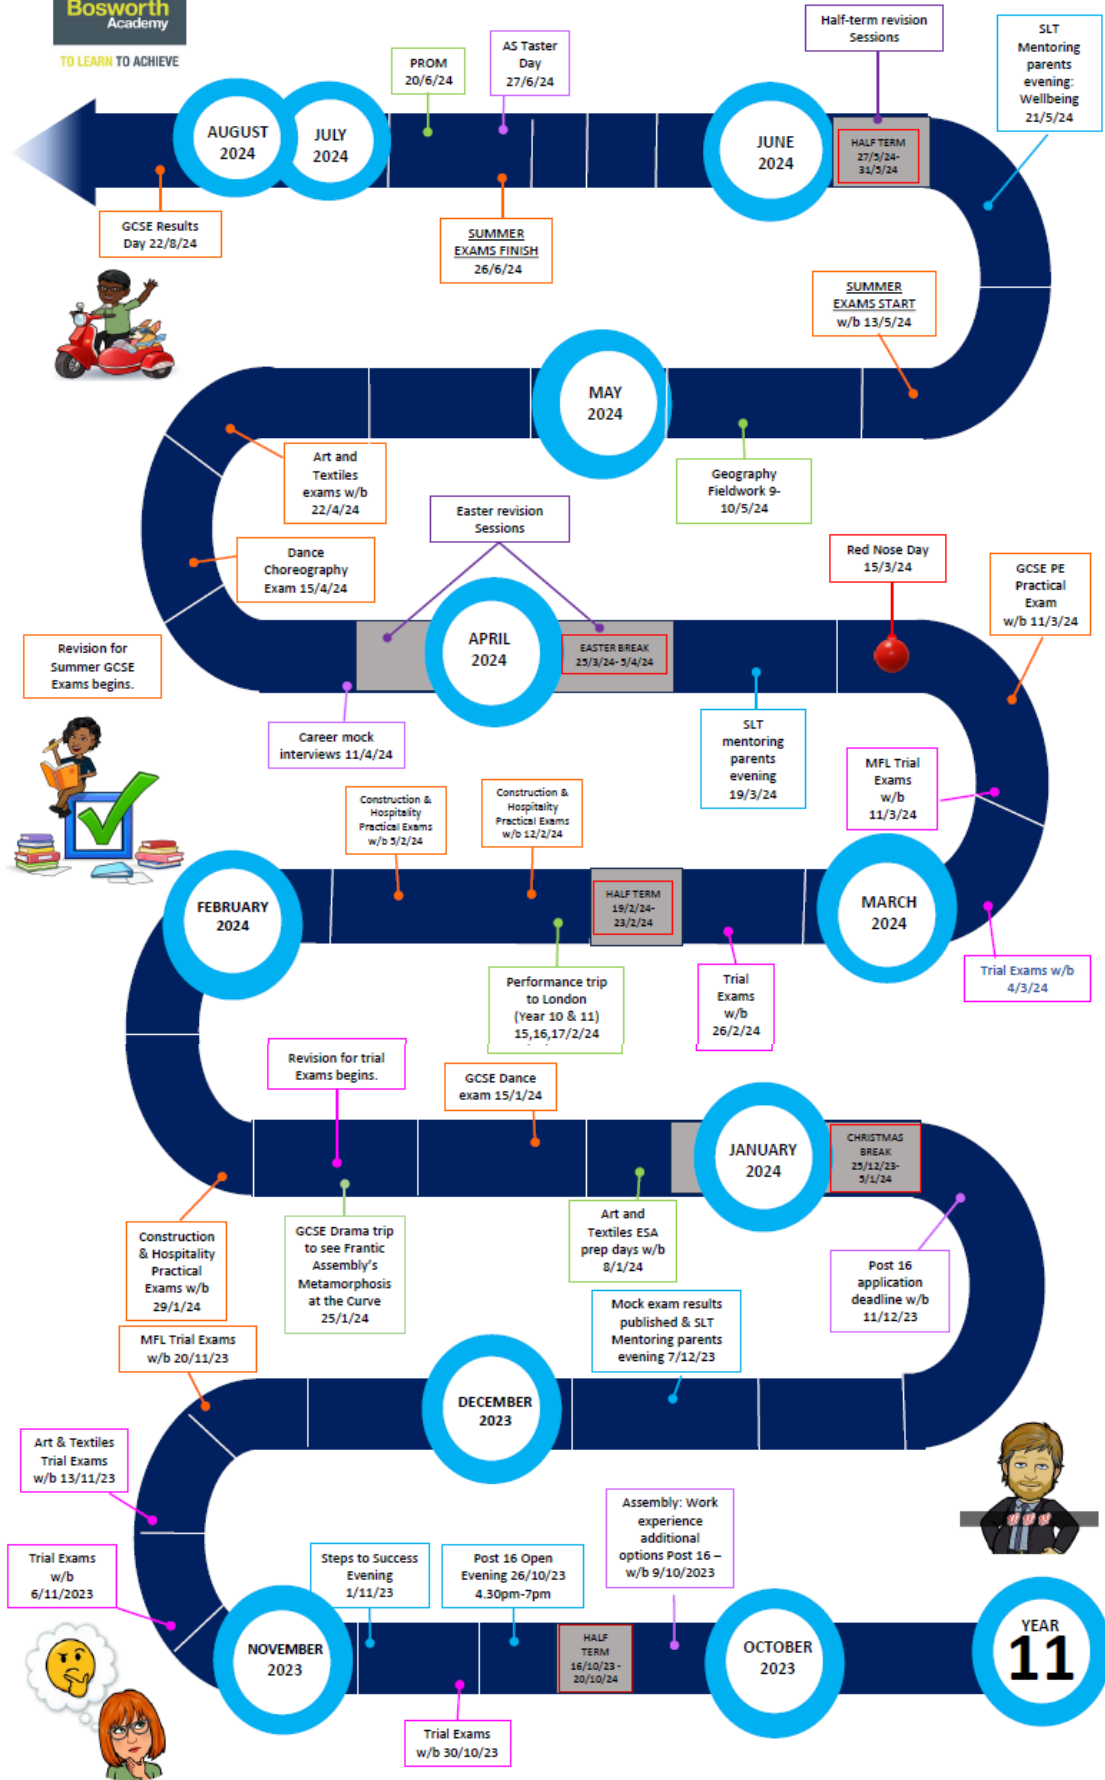 Bosworth
Academy
TO LEARN TO ACHIEVE
PROM
20/6/24
AS Taster
Day
27/6/24
Half-term revision
Sessions
SLT
Mentoring
parents
evening:
Wellbeing
21/5/24
AUGUST
2024
JULY
2024
JUNE
2024
HALF TERM
27/5/24-
31/5/24
GCSE Results
Day 22/8/24
SUMMER
EXAMS FINISH
26/6/24
SUMMER
EXAMS START
w/b 13/5/24
MAY
2024
Art and
Textiles
exams w/b
22/4/24
Geography
Fieldwork 9-
10/5/24
Easter revision
Sessions
Dance
Choreography
Exam 15/4/24
Red Nose Day
15/3/24
GCSE PE
Practical
Exam
w/b 11/3/24
Revision for
Summer GCSE
Exams begins.
APRIL
2024
EASTER BREAK
25/3/24- 5/4/24
Career mock
interviews 11/4/24
SLT
mentoring
parents
evening
19/3/24
MFL Trial
Exams
w/b
11/3/24
Construction &
Hospitality
Practical Exams
w/b 5/2/24
Construction &
Hospitality
Practical Exams
w/b 12/2/24
FEBRUARY
2024
HALF TERM
19/2/24-
23/2/24
MARCH
2024
Performance trip
to London
(Year 10 & 11)
15,16,17/2/24
Trial
Exams
w/b
26/2/24
Trial Exams w/b
4/3/24
Revision for trial
Exams begins.
GCSE Dance
exam 15/1/24
JANUARY
2024
CHRISTMAS
BREAK
25/12/23-
5/1/24
Construction
& Hospitality
Practical
Exams w/b
29/1/24
GCSE Drama trip
to see Frantic
Assembly's
Metamorphosis
at the Curve
25/1/24
Art and
Textiles ESA
prep days w/b
8/1/24
Post 16
application
deadline w/b
11/12/23
MFL Trial Exams
w/b 20/11/23
Mock exam results
published & SLT
Mentoring parents
evening 7/12/23
DECEMBER
2023
Art & Textiles
Trial Exams
w/b 13/11/23
Trial Exams
w/b
6/11/2023
Steps to Success
Evening
1/11/23
Post 16 Open
Evening 26/10/23
4.30pm-7pm
Assembly: Work
experience
additional
options Post 16 –
w/b 9/10/2023
NOVEMBER
2023
HALF
TERM
16/10/23 -
20/10/24
OCTOBER
2023
YEAR
11
Trial Exams
w/b 30/10/23